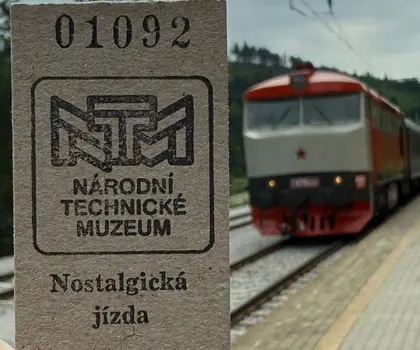 01092
NTM
NÁRODNÍ
TECHNICKÉ
MUZEUM
Nostalgická
jízda